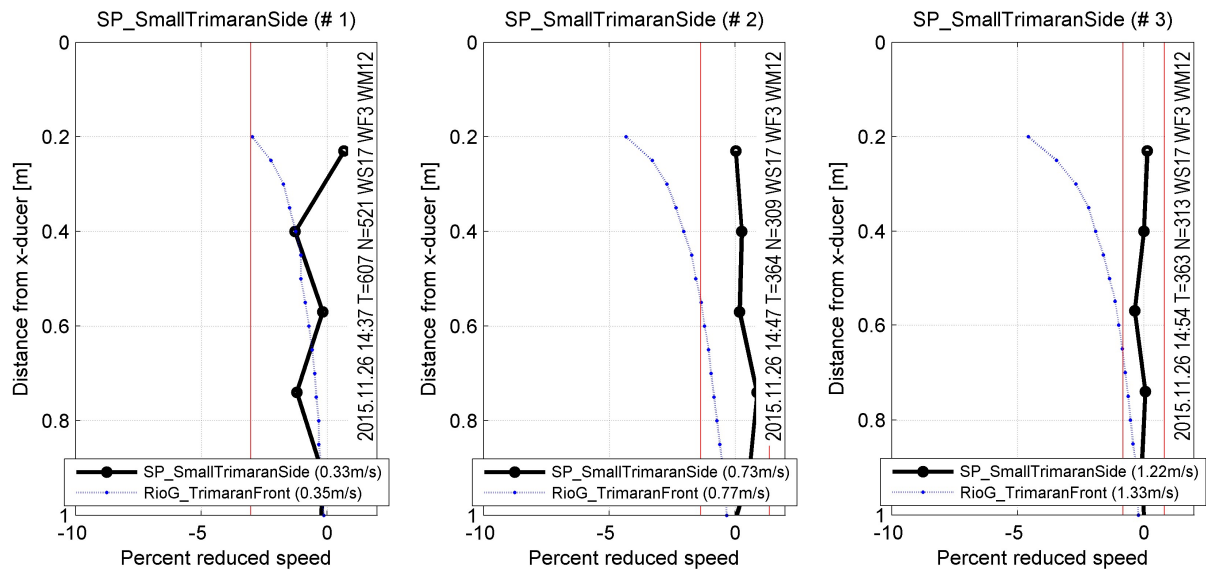 SP_SmallTrimaranSide (# 1)
0
0.2
0.4
0.6
0.8
1
Distance from x-ducer [m]
2015.11.26 14:37 T=607 N=521 WS17 WF3 WM12
SP_SmallTrimaranSide (0.33m/s)
RioG_TrimaranFront (0.35m/s)
-10
-5
0
Percent reduced speed
SP_SmallTrimaranSide (# 2)
0
0.2
0.4
0.6
0.8
1
Distance from x-ducer [m]
2015.11.26 14:47 T=364 N=309 WS17 WF3 WM12
SP_SmallTrimaranSide (0.73m/s)
RioG_TrimaranFront (0.77m/s)
-10
-5
0
Percent reduced speed
SP_SmallTrimaranSide (# 3)
0
0.2
0.4
0.6
0.8
1
Distance from x-ducer [m]
2015.11.26 14:54 T=363 N=313 WS17 WF3 WM12
SP_SmallTrimaranSide (1.22m/s)
RioG_TrimaranFront (1.33m/s)
-10
-5
0
Percent reduced speed